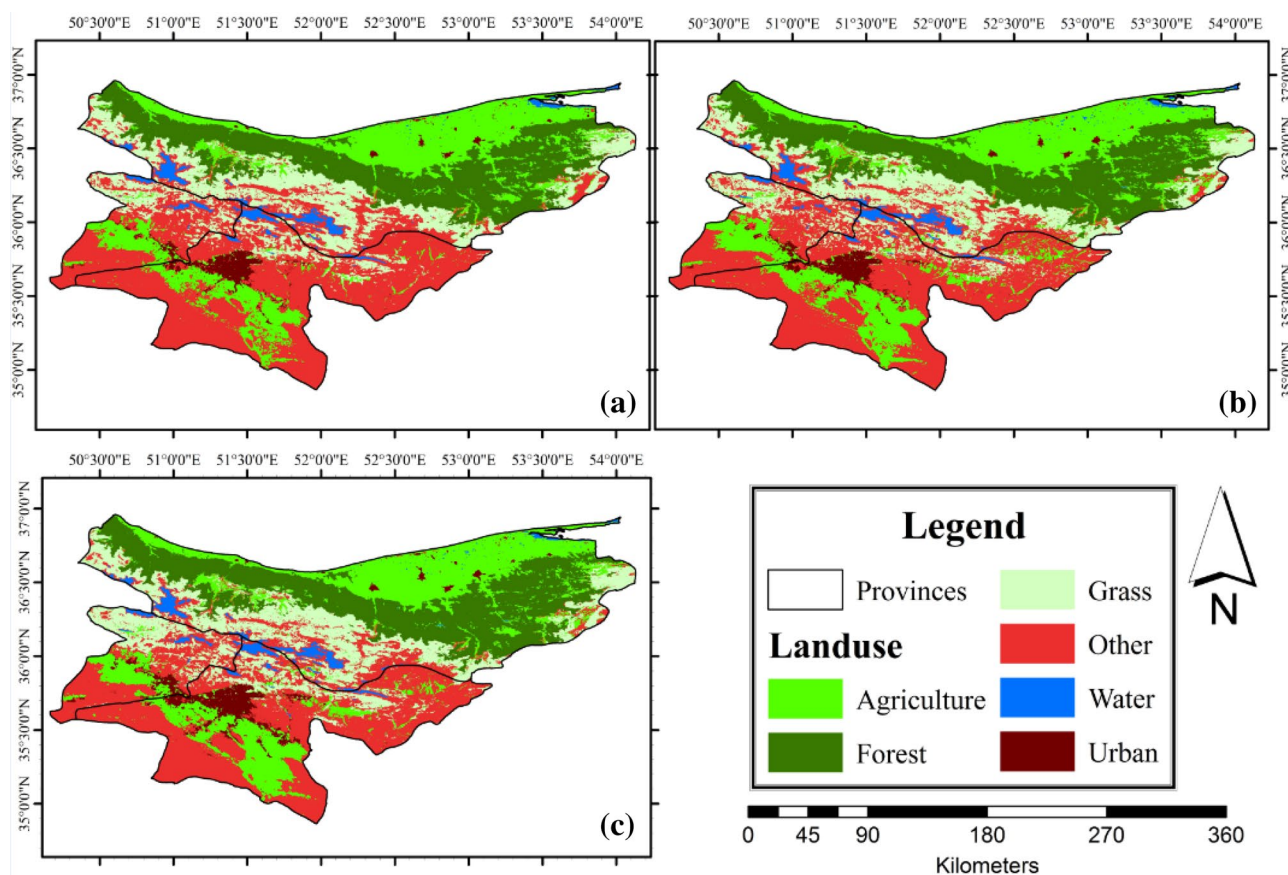 50°30'0"E 51°0'0"E 51°30'0"E 52°0'0"E 52°30'0"E 53°0'0"E 53°30'0"E 54°0'0"E
50°30'0"E 51°0'0"E 51°30'0"E 52°0'0"E 52°30'0"E 53°0'0"E 53°30'0"E 54°0'0"E
37°0'0"N
36°30'0"N
36°0'0"N
35°30'0"N
35°0'0"N
(a)
(b)
50°30'0"E 51°0'0"E 51°30'0"E 52°0'0"E 52°30'0"E 53°0'0"E 53°30'0"E 54°0'0"E
37°0'0"N
36°30'0"N
36°0'0"N
35°30'0"N
35°0'0"N
(c)
Legend
Provinces
Landuse
Agriculture
Forest
Grass
Other
Water
Urban
N
0 45 90 180 270 360
Kilometers